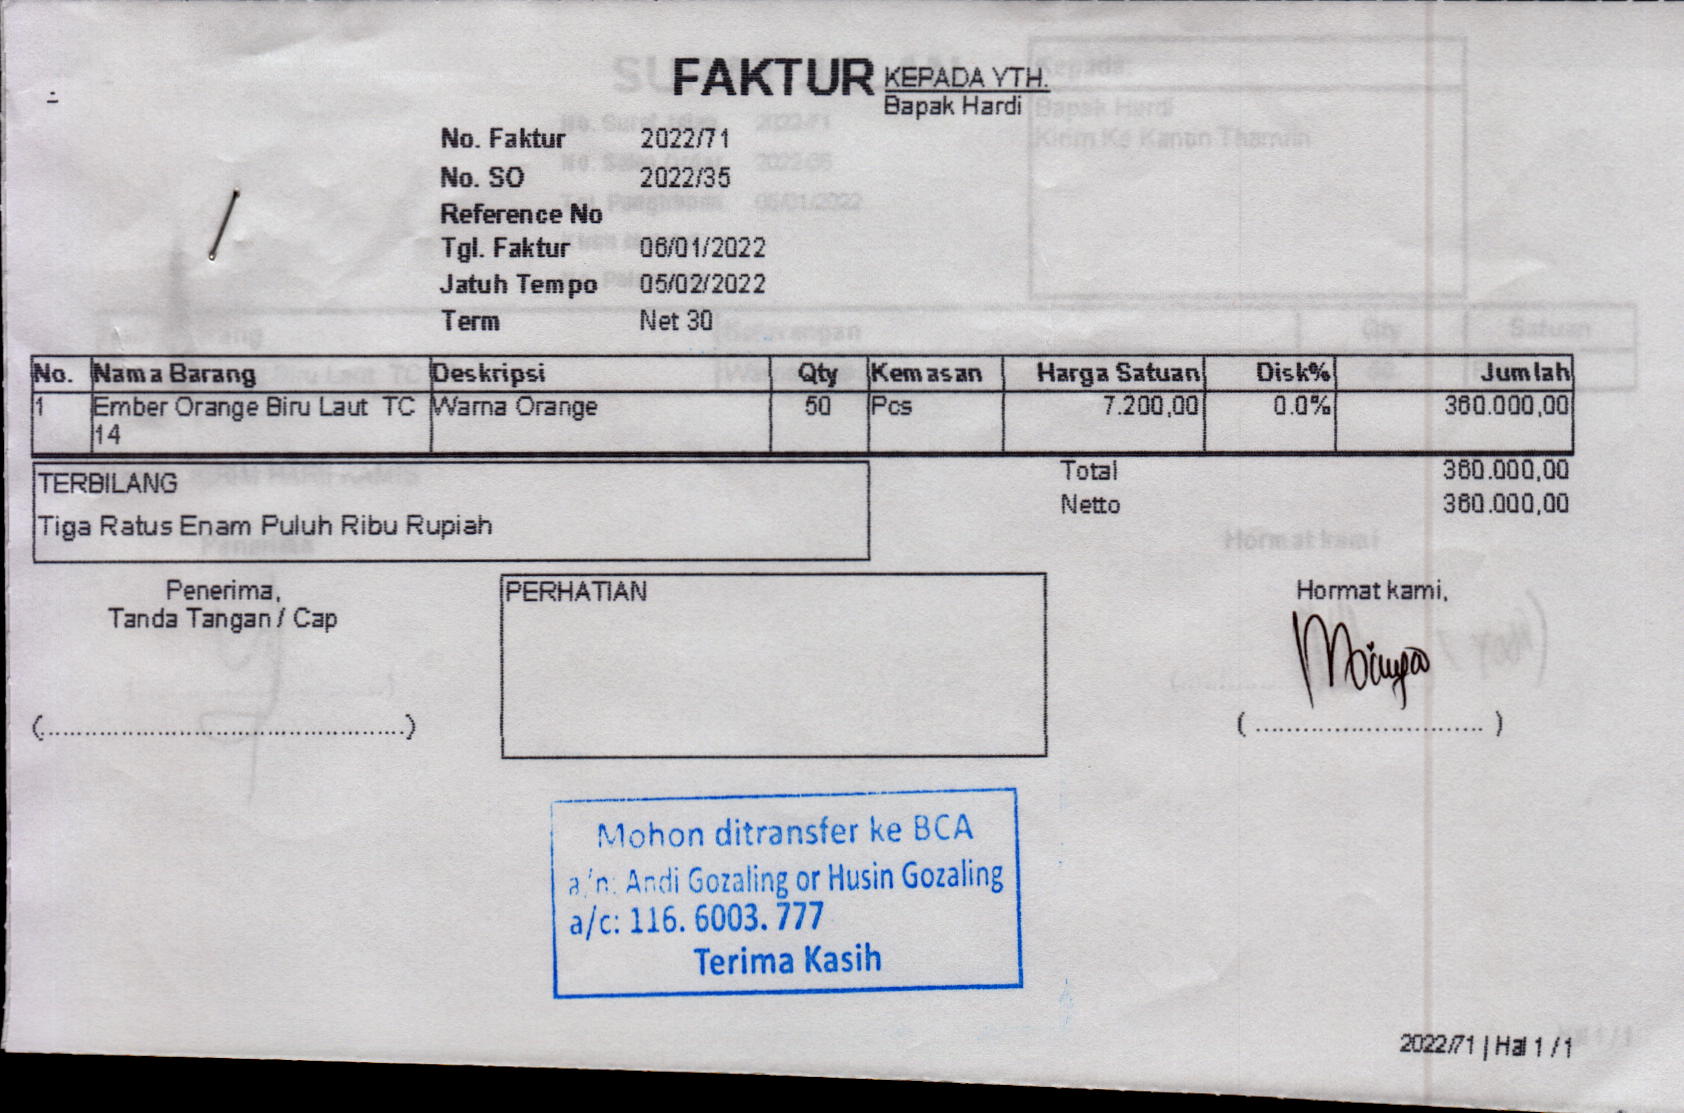 FAKTUR
KEPADA YTH.
Bapak Hardi
No. Faktur 2022/71
No. SO 2022/35
Reference No
Tgl. Faktur 06/01/2022
Jatuh Tempo 05/02/2022
Term Net 30
No. Nama Barang Deskripsi Qty Kemasan Harga Satuan Disk% Jumlah
1 Ember Orange Biru Laut TC Warna Orange 50 Pcs 7.200,00 0.0% 360.000,00
14
Total 360.000,00
Netto 360.000,00
TERBILANG
Tiga Ratus Enam Puluh Ribu Rupiah
Penerima,
Tanda Tangan / Cap
(..................................................)
PERHATIAN
Hormat kami,
( .............................. )
Mohon ditransfer ke BCA
a/n: Andi Gozaling or Husin Gozaling
a/c: 116. 6003. 777
Terima Kasih
2022/71 | Hal 1 / 1